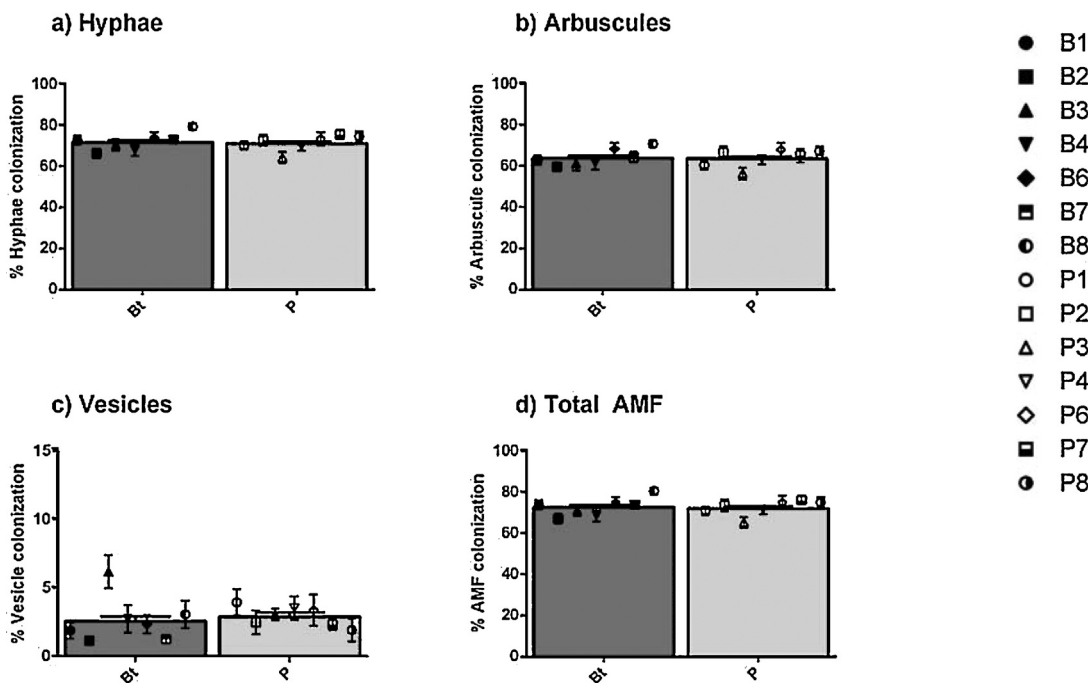 a) Hyphae
% Hyphae colonization
100
80
60
40
20
0
Bt
P
b) Arbuscules
% Arbuscule colonization
100
80
60
40
20
0
Bt
P
c) Vesicles
% Vesicle colonization
15
10
5
0
Bt
P
d) Total AMF
% AMF colonization
100
80
60
40
20
0
Bt
P
B1
B2
B3
B4
B6
B7
B8
P1
P2
P3
P4
P6
P7
P8